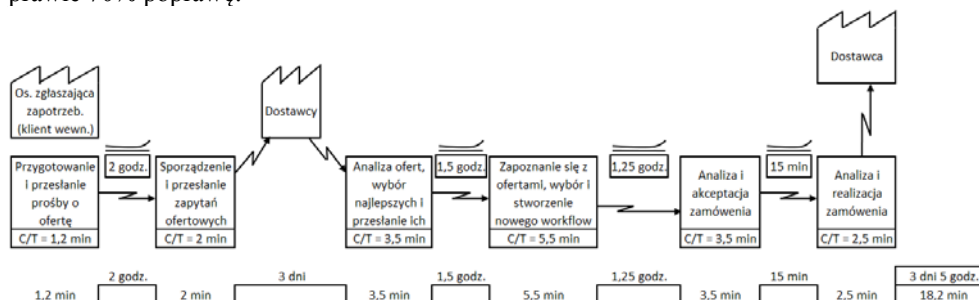 prawie 70% poprawę.
Dostawca
Os. zgłaszająca
zapotrzeb.
(klient wewn.)
Dostawcy
Przygotowanie
i przesłanie
prośby o
ofertę
C/T = 1,2 min
2 godz.
Sporządzenie
i przesłanie
zapytań
ofertowych
C/T = 2 min
Analiza ofert,
wybór
najlepszych i
przesłanie ich
C/T = 3,5 min
1,5 godz.
Zapoznanie się z
ofertami, wybór i
stworzenie
nowego workflow
C/T = 5,5 min
1,25 godz.
Analiza i
akceptacja
zamówienia
C/T = 3,5 min
15 min
Analiza i
realizacja
zamówienia
C/T = 2,5 min
2 godz.
3 dni
1,5 godz.
1,25 godz.
15 min
3 dni 5 godz.
1,2 min
2 min
3,5 min
5,5 min
3,5 min
2,5 min
18,2 min